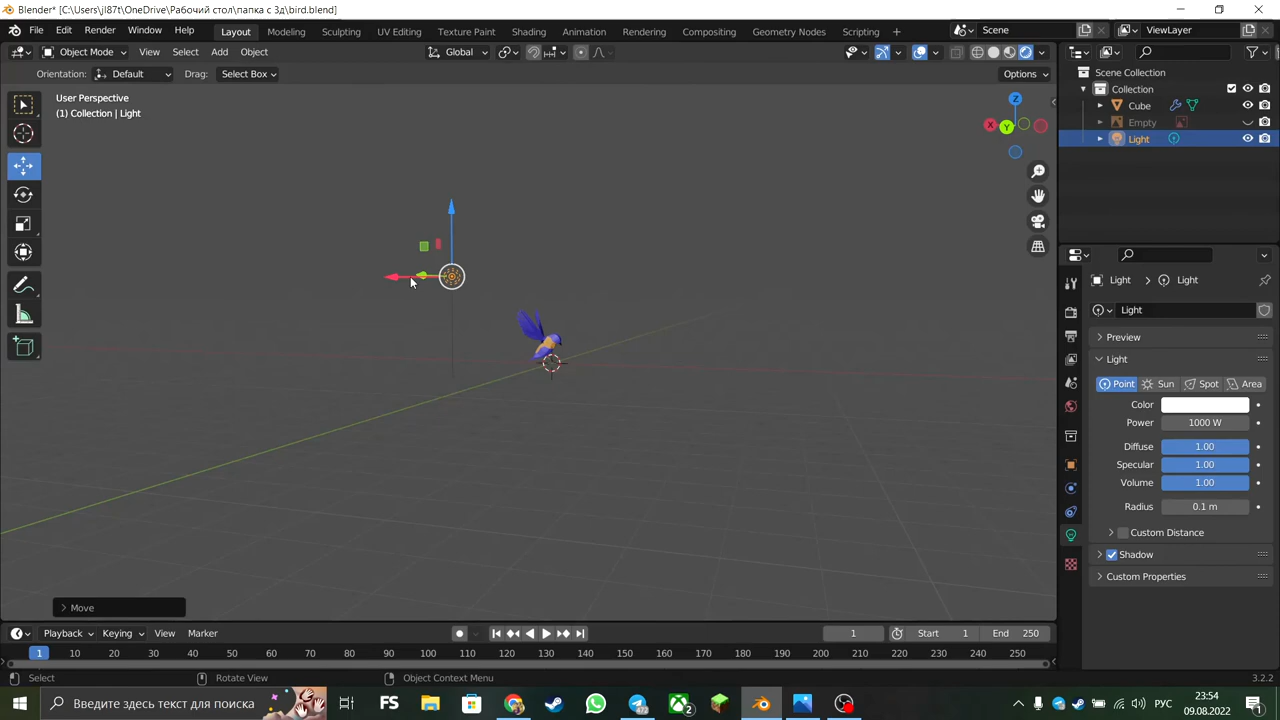 Blender* [C:\Users\jl87t\OneDrive\Рабочий стол\папка с 3д\bird.blend]
File Edit Render Window Help Layout Modeling Sculpting UV Editing Texture Paint Shading Animation Rendering Compositing Geometry Nodes Scripting + Scene ViewLayer
Object Mode View Select Add Object Global
Orientation: Default Drag: Select Box Options
User Perspective
(1) Collection | Light
Z
X
Y
Scene Collection
Collection
Cube
Empty
Light
Light > Light
Light
Preview
Light
Point Sun Spot Area
Color
Power 1000 W
Diffuse 1.00
Specular 1.00
Volume 1.00
Radius 0.1 m
Custom Distance
Shadow
Custom Properties
Move
Playback Keying View Marker 1 Start 1 End 250
1 10 20 30 40 50 60 70 80 90 100 110 120 130 140 150 160 170 180 190 200 210 220 230 240 250
Select Rotate View Object Context Menu 3.2.2
Введите здесь текст для поиска FS 2 РУС 23:54
09.08.2022